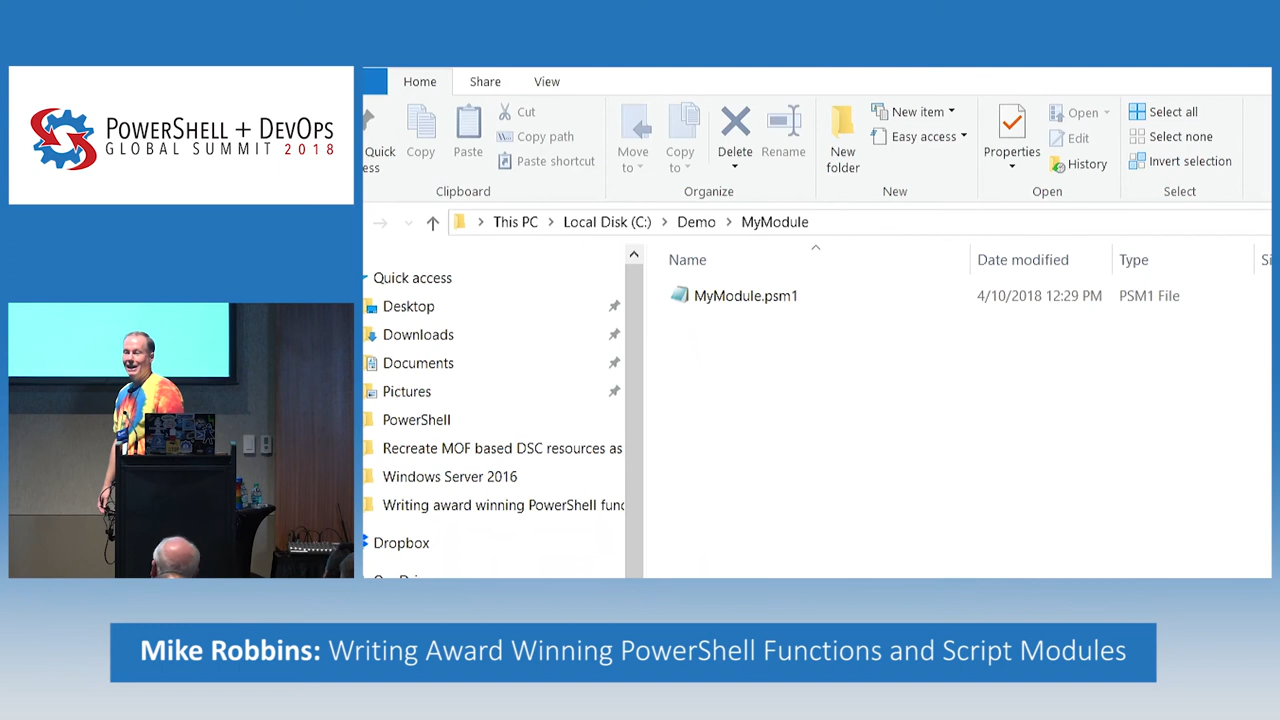 POWERSHELL + DEVOPS
GLOBAL SUMMIT 2018
Home Share View
Quick
ess
Copy
Paste
Cut
Copy path
Paste shortcut
Clipboard
Move
to
Copy
to
Delete
Rename
Organize
New
folder
New item
Easy access
New
Properties
Open
Edit
History
Open
Select all
Select none
Invert selection
Select
This PC > Local Disk (C:) > Demo > MyModule
Name Date modified Type Si
MyModule.psm1 4/10/2018 12:29 PM PSM1 File
Quick access
Desktop
Downloads
Documents
Pictures
PowerShell
Recreate MOF based DSC resources as
Windows Server 2016
Writing award winning PowerShell func
Dropbox
Mike Robbins: Writing Award Winning PowerShell Functions and Script Modules